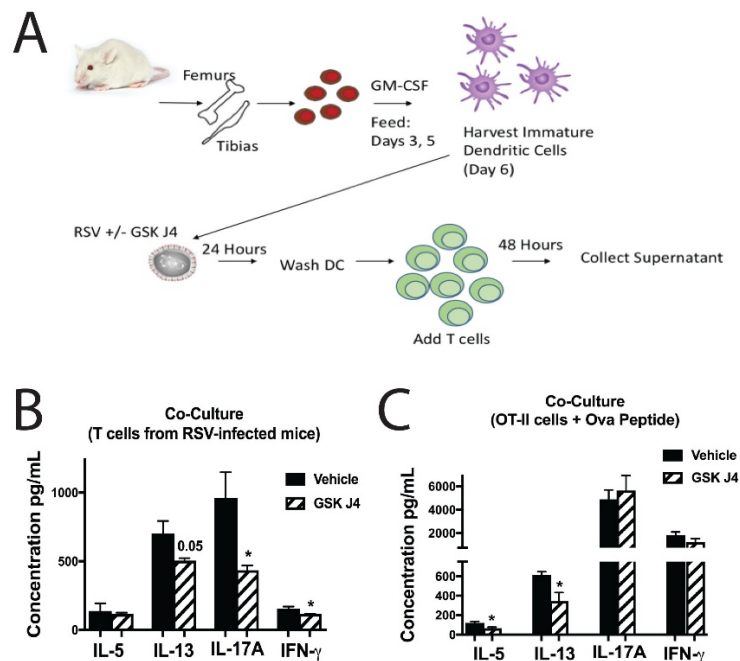 A
Femurs
Tibias
GM-CSF
Feed:
Days 3, 5
Harvest Immature
Dendritic Cells
(Day 6)
RSV +/- GSK J4
24 Hours
Wash DC
Add T cells
48 Hours
Collect Supernatant
B
Co-Culture
(T cells from RSV-infected mice)
Concentration pg/mL
1000
500
0
Vehicle
GSK J4
0.05
*
*
IL-5
IL-13
IL-17A
IFN-γ
C
Co-Culture
(OT-II cells + Ova Peptide)
Concentration pg/mL
6000
4000
2000
600
400
200
0
Vehicle
GSK J4
*
*
IL-5
IL-13
IL-17A
IFN-γ